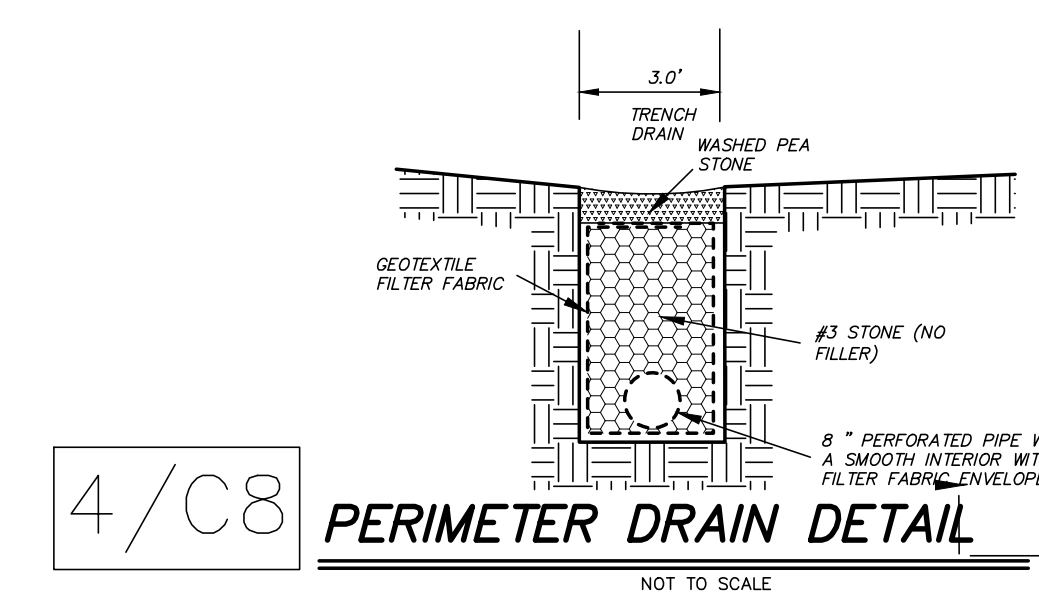 3.0'
TRENCH
DRAIN
WASHED PEA
STONE
GEOTEXTILE
FILTER FABRIC
#3 STONE (NO
FILLER)
8 " PERFORATED PIPE
A SMOOTH INTERIOR
FILTER FABRIC ENVELOPE
4/C8
PERIMETER DRAIN DETAIL
NOT TO SCALE